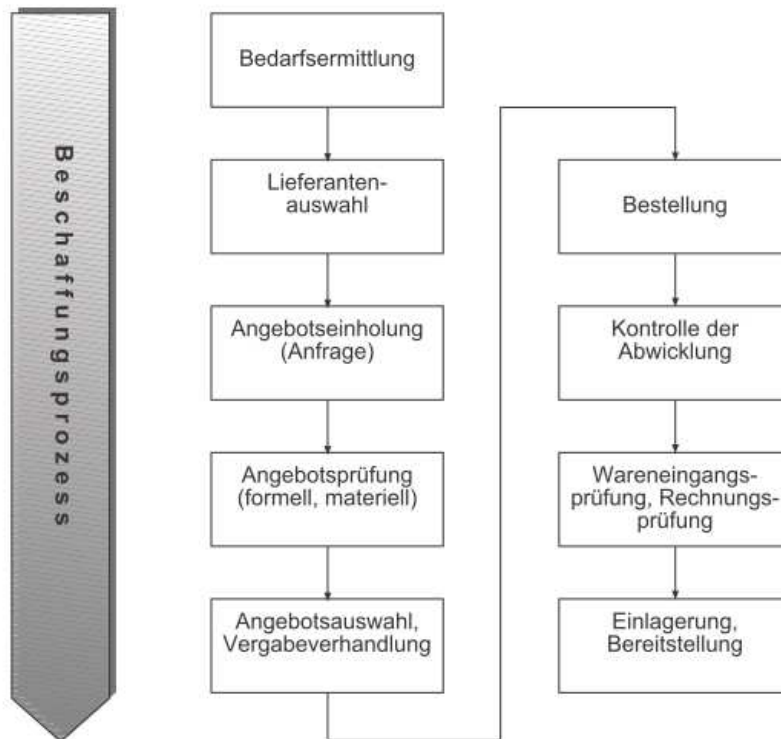 Beschaffungsprozess
Bedarfsermittlung
Lieferanten-
auswahl
Angebotseinholung
(Anfrage)
Angebotsprüfung
(formell, materiell)
Angebotsauswahl,
Vergabeverhandlung
Bestellung
Kontrolle der
Abwicklung
Wareneingangs-
prüfung, Rechnungs-
prüfung
Einlagerung,
Bereitstellung